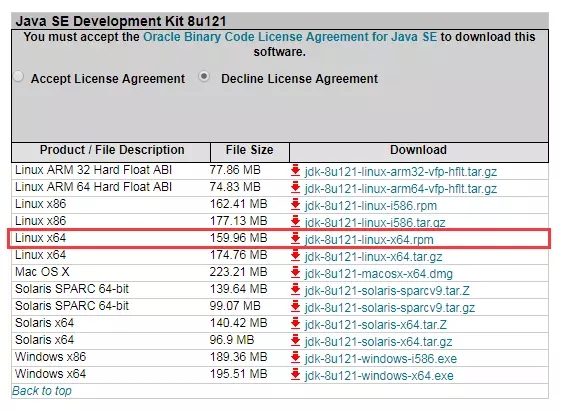 Java SE Development Kit 8u121
You must accept the Oracle Binary Code License Agreement for Java SE to download this
software.
Accept License Agreement Decline License Agreement
Product / File Description File Size Download
Linux ARM 32 Hard Float ABI 77.86 MB jdk-8u121-linux-arm32-vfp-hflt.tar.gz
Linux ARM 64 Hard Float ABI 74.83 MB jdk-8u121-linux-arm64-vfp-hflt.tar.gz
Linux x86 162.41 MB jdk-8u121-linux-i586.rpm
Linux x86 177.13 MB jdk-8u121-linux-i586.tar.gz
Linux x64 159.96 MB jdk-8u121-linux-x64.rpm
Linux x64 174.76 MB jdk-8u121-linux-x64.tar.gz
Mac OS X 223.21 MB jdk-8u121-macosx-x64.dmg
Solaris SPARC 64-bit 139.64 MB jdk-8u121-solaris-sparcv9.tar.Z
Solaris SPARC 64-bit 99.07 MB jdk-8u121-solaris-sparcv9.tar.gz
Solaris x64 140.42 MB jdk-8u121-solaris-x64.tar.Z
Solaris x64 96.9 MB jdk-8u121-solaris-x64.tar.gz
Windows x86 189.36 MB jdk-8u121-windows-i586.exe
Windows x64 195.51 MB jdk-8u121-windows-x64.exe
Back to top